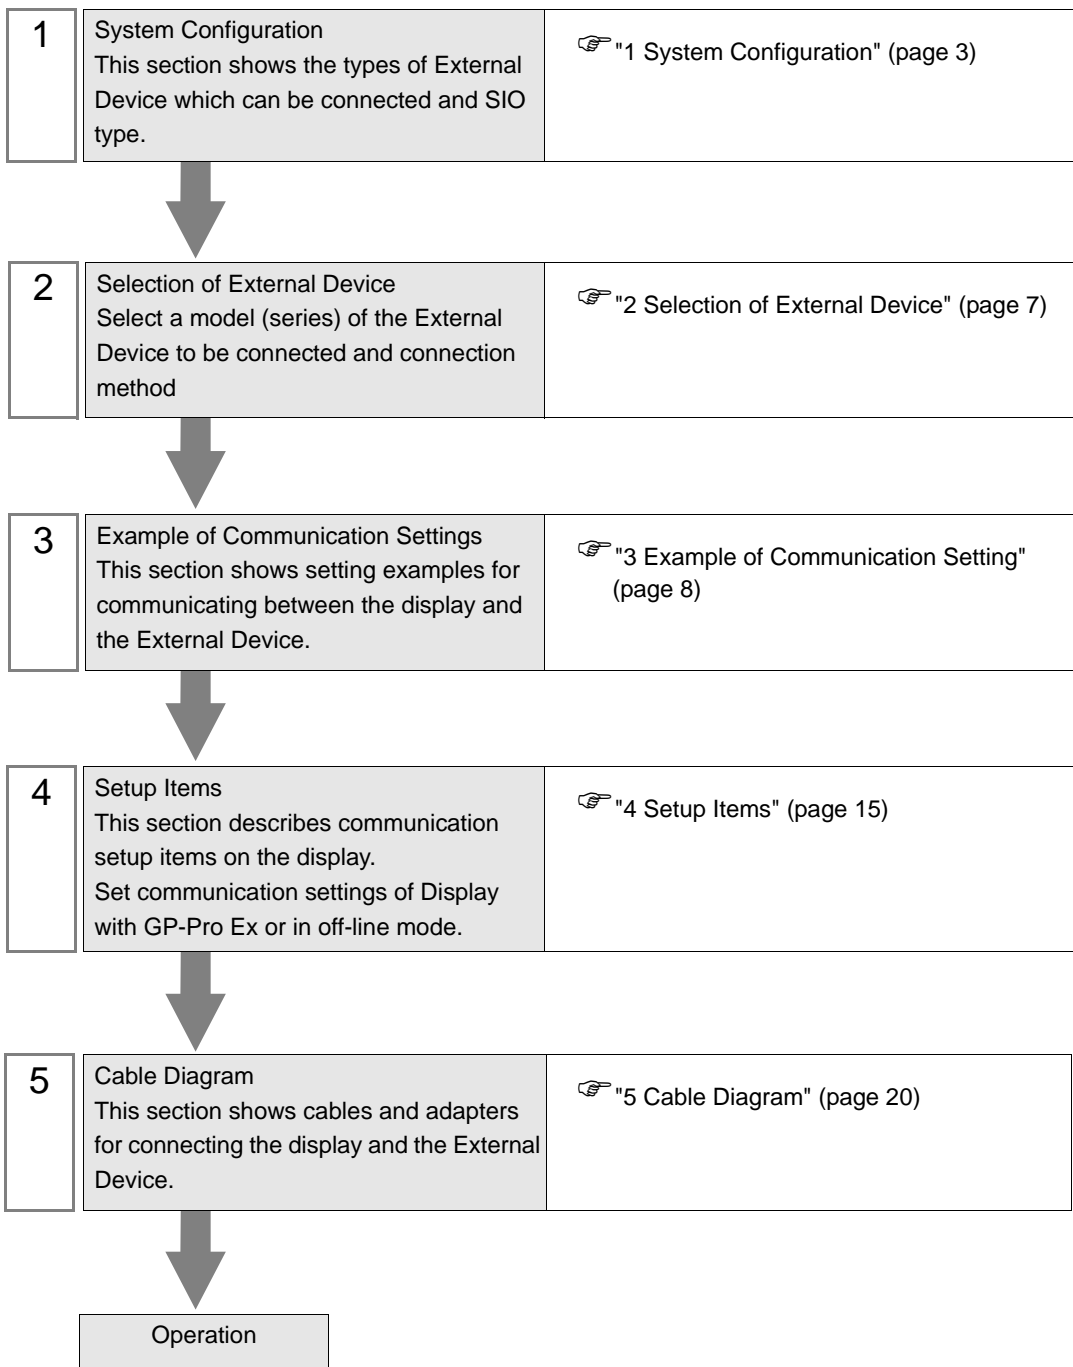 1
System Configuration
This section shows the types of External
Device which can be connected and SIO
type.
"1 System Configuration" (page 3)
2
Selection of External Device
Select a model (series) of the External
Device to be connected and connection
method
"2 Selection of External Device" (page 7)
3
Example of Communication Settings
This section shows setting examples for
communicating between the display and
the External Device.
"3 Example of Communication Setting"
(page 8)
4
Setup Items
This section describes communication
setup items on the display.
Set communication settings of Display
with GP-Pro Ex or in off-line mode.
"4 Setup Items" (page 15)
5
Cable Diagram
This section shows cables and adapters
for connecting the display and the External
Device.
"5 Cable Diagram" (page 20)
Operation